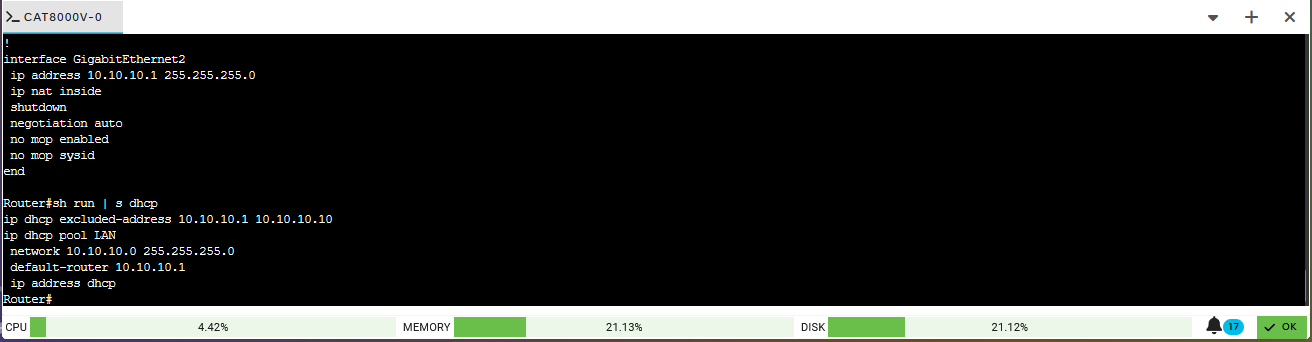 CAT8000V-0
!
interface GigabitEthernet2
ip address 10.10.10.1 255.255.255.0
ip nat inside
shutdown
negotiation auto
no mop enabled
no mop sysid
end
Router#sh run | s dhcp
ip dhcp excluded-address 10.10.10.1 10.10.10.10
ip dhcp pool LAN
network 10.10.10.0 255.255.255.0
default-router 10.10.10.1
ip address dhcp
Router#
CPU 4.42% MEMORY 21.13% DISK 21.12% 17 OK